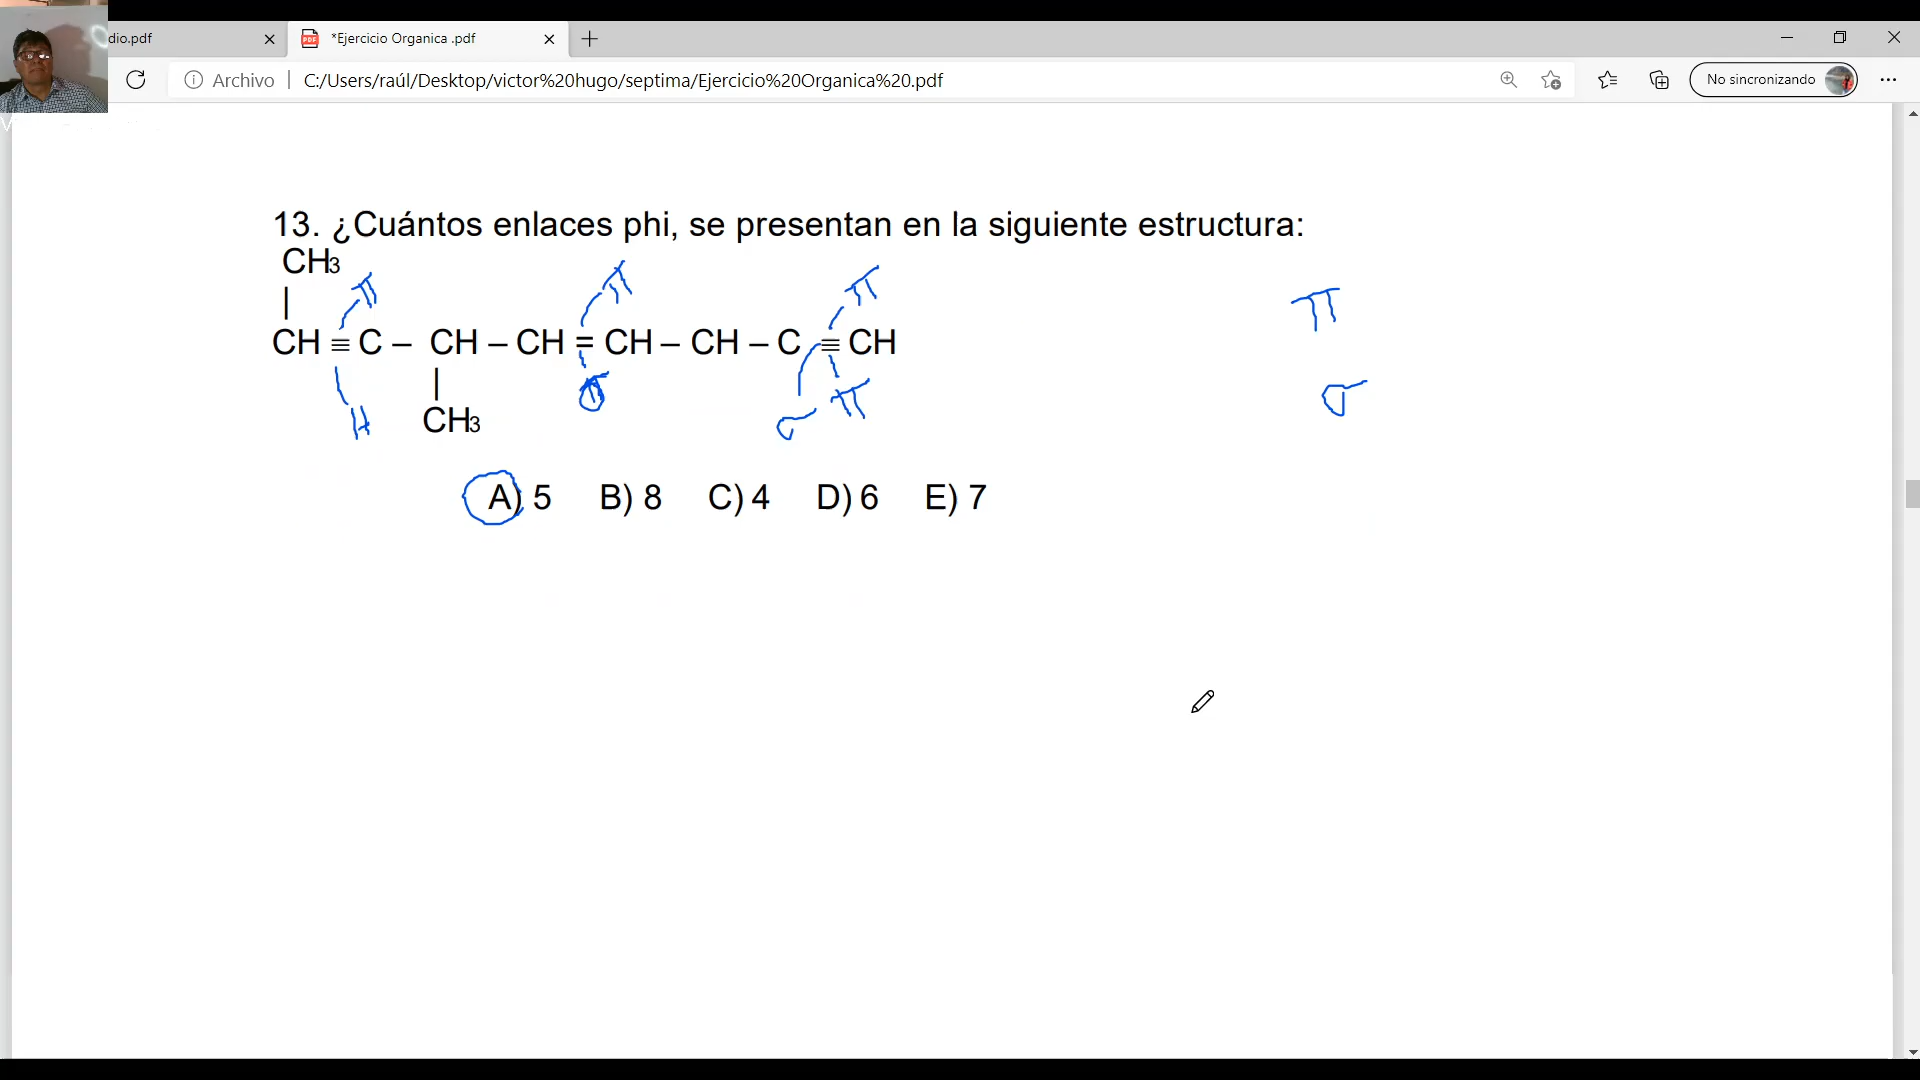 dio.pdf
*Ejercicio Organica .pdf
Archivo | C:/Users/raúl/Desktop/victor%20hugo/septima/Ejercicio%20Organica%20.pdf
No sincronizando
13. ¿Cuántos enlaces phi, se presentan en la siguiente estructura:
CH3
π π π π
|
CH ≡ C – CH – CH = CH – CH – C ≡ CH
|
π σ π σ
CH3
σ
A) 5 B) 8 C) 4 D) 6 E) 7